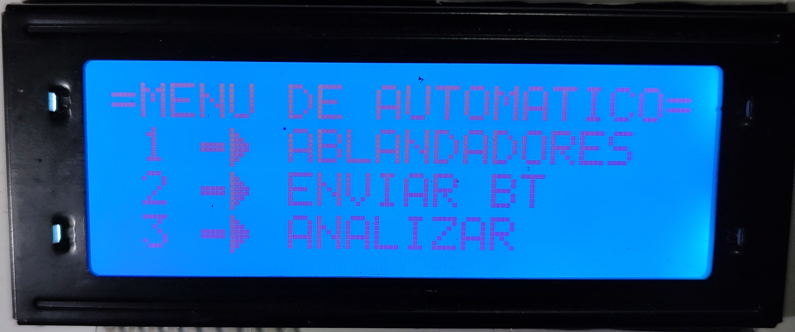 =MENU DE AUTOMATICO=
1 → ABLANDADORES
2 → ENVIAR BT
3 → ANALIZAR